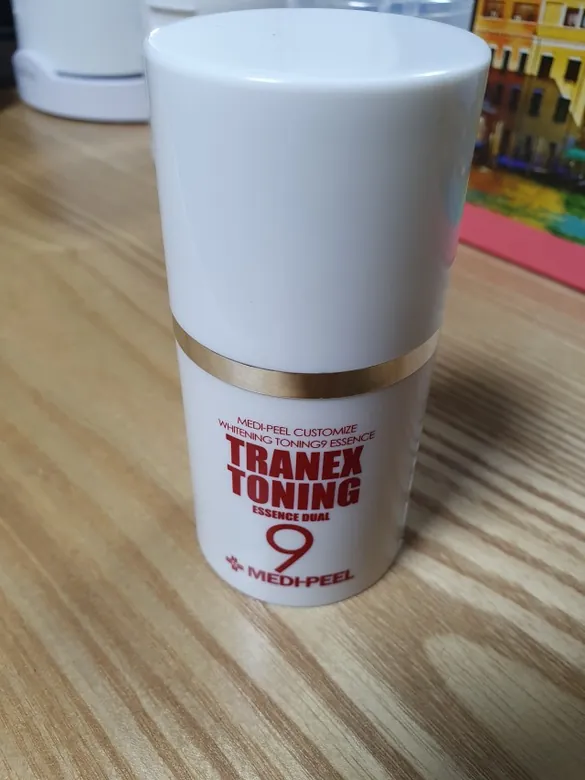 MEDI-PEEL CUSTOMIZE
WHITENING TONING9 ESSENCE
TRANEX
TONING
ESSENCE DUAL
9
MEDI-PEEL